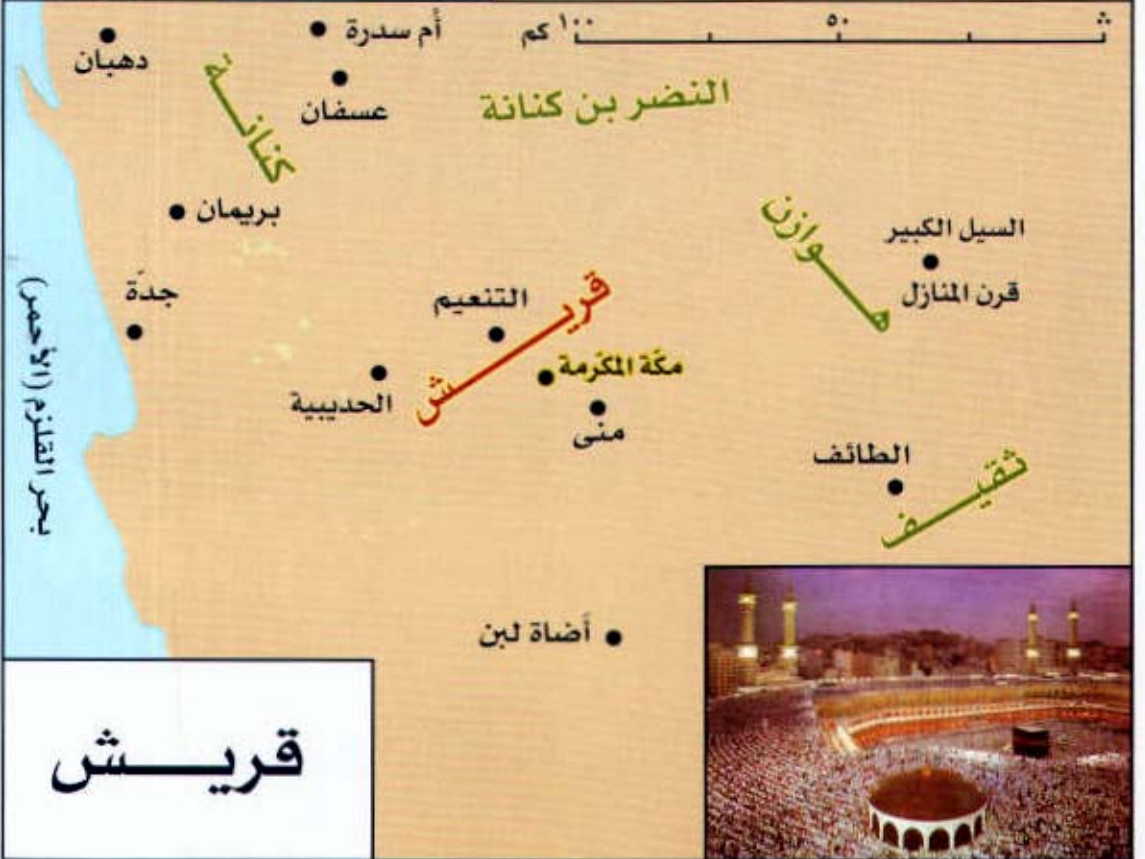 ١٠٠ كم
٥٠
أم سدرة
دهبان
عسفان
النضر بن كنانة
كنانة
بريمان
هوازن
السيل الكبير
قرن المنازل
جدّة
التنعيم
قريش
مكّة المكرّمة
الحديبية
منى
بحر القلزم (الأحمر)
الطائف
ثقيف
أضاة لبن
قريش